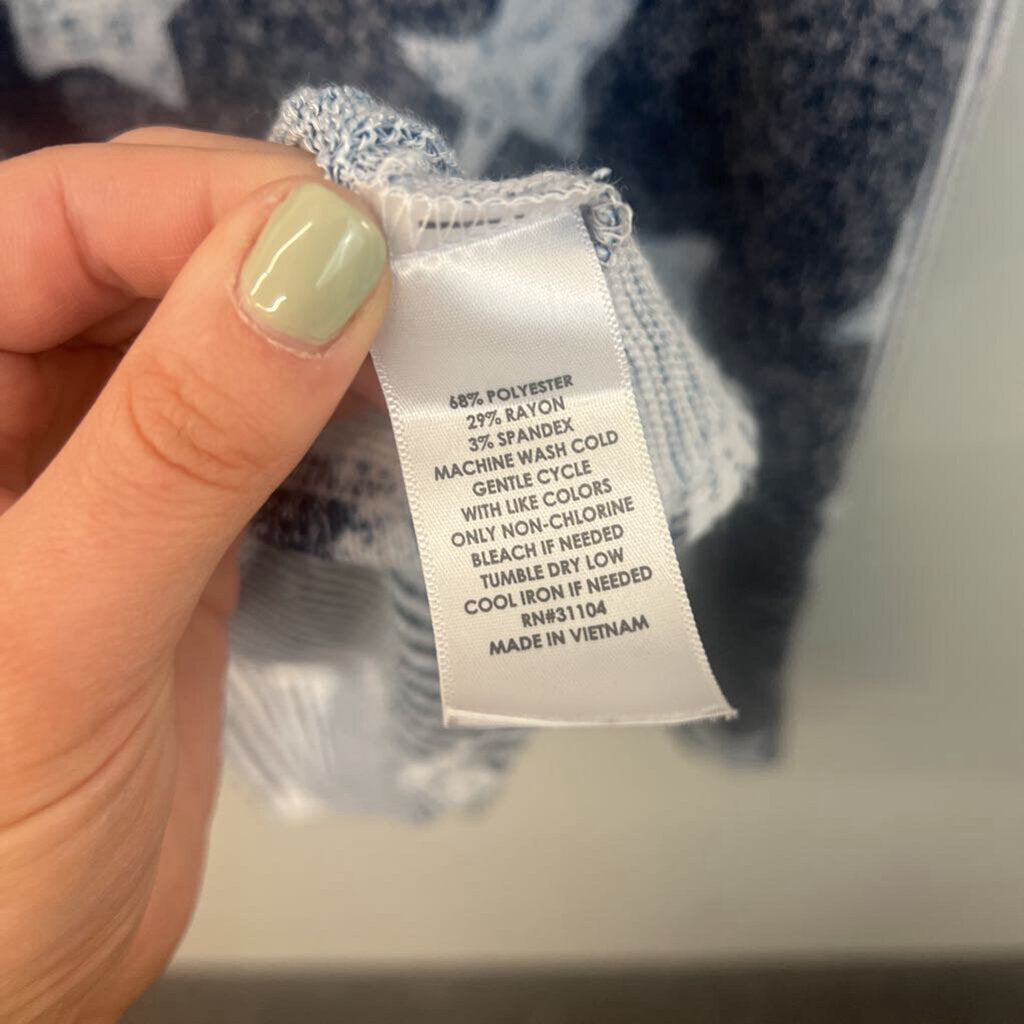 68% POLYESTER
29% RAYON
3% SPANDEX
MACHINE WASH COLD
GENTLE CYCLE
WITH LIKE COLORS
ONLY NON-CHLORINE
BLEACH IF NEEDED
TUMBLE DRY LOW
COOL IRON IF NEEDED
RN#31104
MADE IN VIETNAM